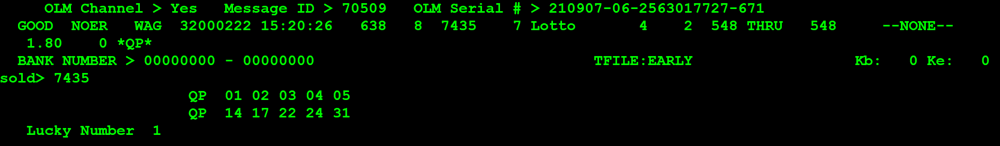 OLM Channel > Yes Message ID > 70509 OLM Serial # > 210907-06-2563017727-671
GOOD NOER WAG 32000222 15:20:26 638 8 7435 7 Lotto 4 2 548 THRU 548 --NONE--
1.80 0 *QP*
BANK NUMBER > 00000000 - 00000000 TFILE:EARLY Kb: 0 Ke: 0
sold> 7435
QP 01 02 03 04 05
QP 14 17 22 24 31
Lucky Number 1